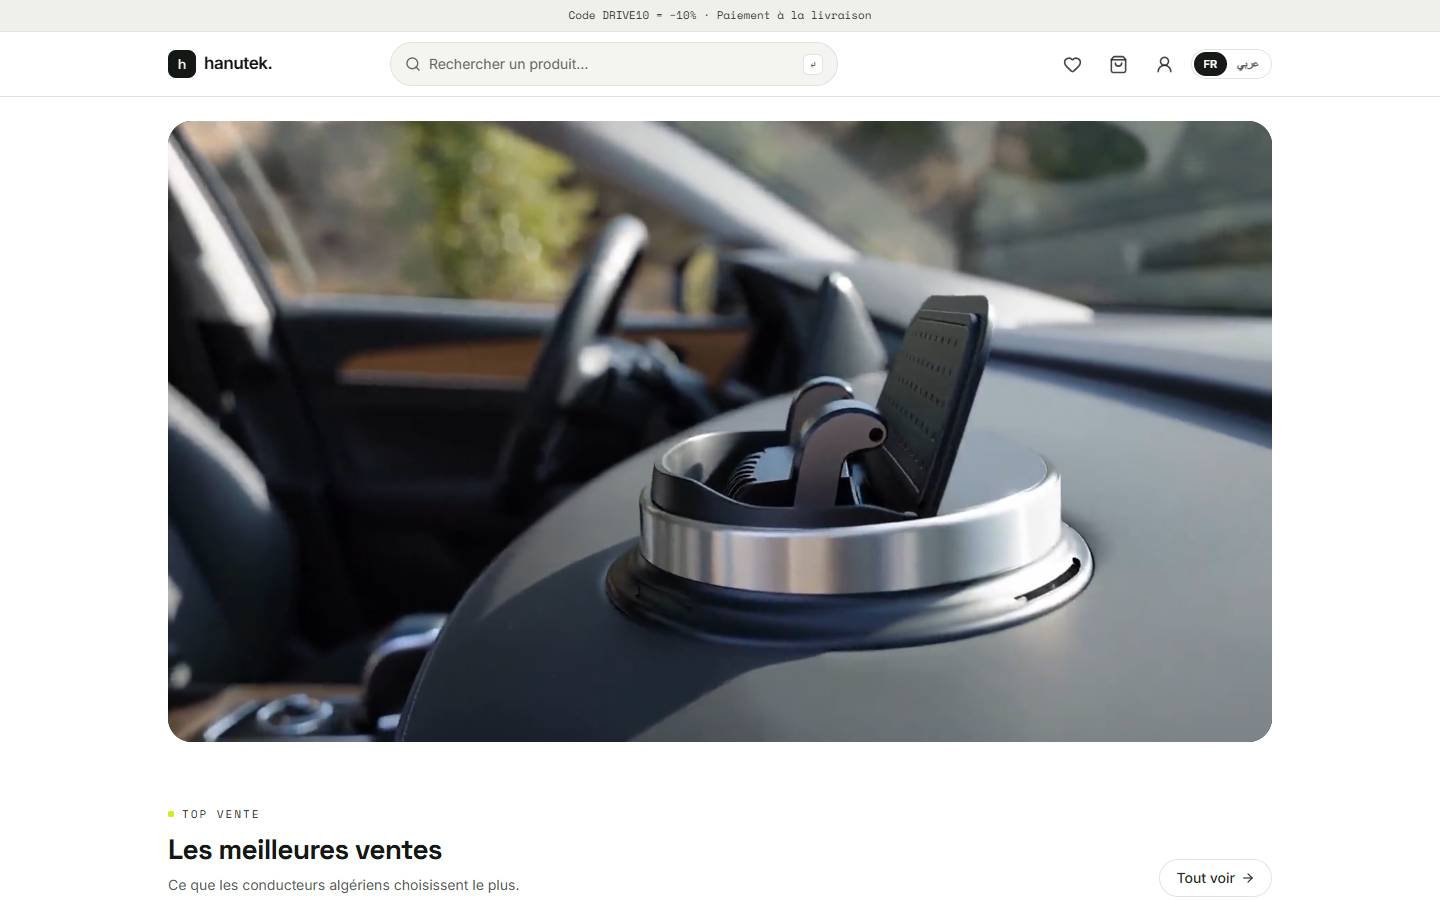 Code DRIVE10 = −10% · Paiement à la livraison
h hanutek.
Rechercher un produit...
FR عربي
TOP VENTE
Les meilleures ventes
Ce que les conducteurs algériens choisissent le plus.
Tout voir →